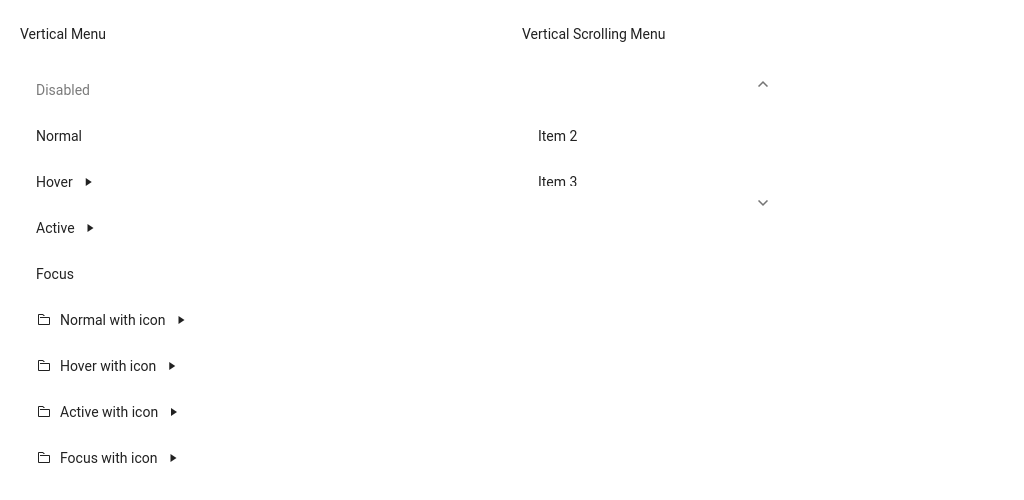 Vertical Menu
Disabled
Normal
Hover
Active
Focus
Normal with icon
Hover with icon
Active with icon
Focus with icon
Vertical Scrolling Menu
Item 2
Item 3